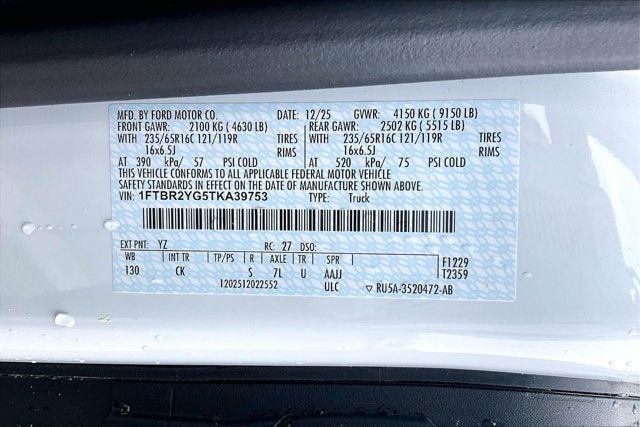 MFD. BY FORD MOTOR CO. DATE: 12/25 GVWR: 4150 KG ( 9150 LB)
FRONT GAWR: 2100 KG ( 4630 LB) REAR GAWR: 2502 KG ( 5515 LB)
WITH 235/65R16C 121/119R TIRES WITH 235/65R16C 121/119R TIRES
16x6.5J RIMS 16x6.5J RIMS
AT 390 kPa/ 57 PSI COLD AT 520 kPa/ 75 PSI COLD
THIS VEHICLE CONFORMS TO ALL APPLICABLE FEDERAL MOTOR VEHICLE
SAFETY STANDARDS IN EFFECT ON THE DATE OF MANUFACTURE SHOWN ABOVE.
VIN: 1FTBR2YG5TKA39753 TYPE: Truck
EXT PNT: YZ RC: 27 DSO:
WB INT TR TP/PS R AXLE TR SPR F1229
130 CK S 7L U AAJJ T2359
1202512022552 ULC ▽ RU5A-3520472-AB